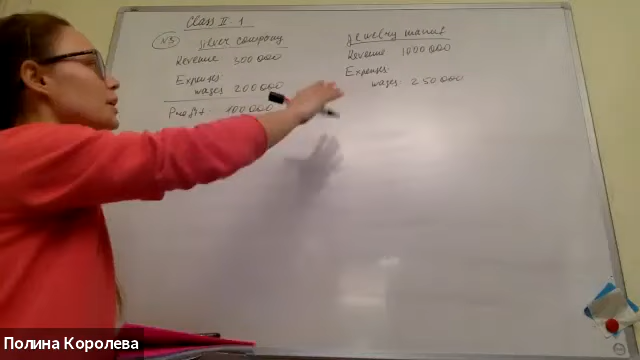 Class II. 1
N3 silver company
Revenue 300 000
Expenses
wages 200 000
Profit 100 000
Jewelry manuf
Revenue 1000 000
Expenses:
wages 250 000
Полина Королева